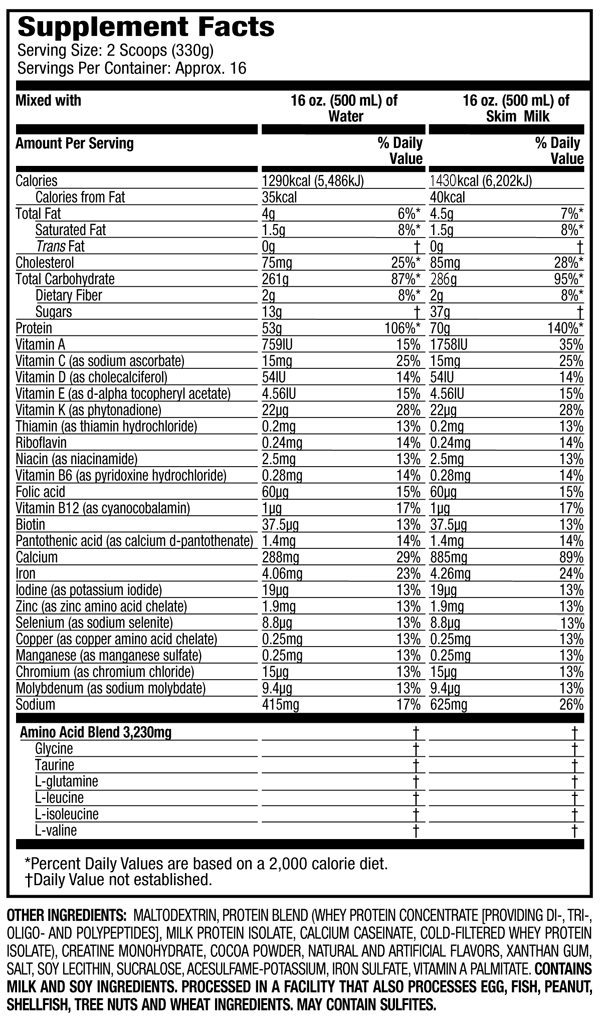 Supplement Facts
Serving Size: 2 Scoops (330g)
Servings Per Container: Approx. 16
Mixed with 16 oz. (500 mL) of Water 16 oz. (500 mL) of Skim Milk
Amount Per Serving % Daily Value % Daily Value
Calories 1290kcal (5,486kJ) 1430kcal (6,202kJ)
Calories from Fat 35kcal 40kcal
Total Fat 4g 6%* 4.5g 7%*
Saturated Fat 1.5g 8%* 1.5g 8%*
Trans Fat 0g † 0g †
Cholesterol 75mg 25%* 85mg 28%*
Total Carbohydrate 261g 87%* 286g 95%*
Dietary Fiber 2g 8%* 2g 8%*
Sugars 13g † 37g †
Protein 53g 106%* 70g 140%*
Vitamin A 759IU 15% 1758IU 35%
Vitamin C (as sodium ascorbate) 15mg 25% 15mg 25%
Vitamin D (as cholecalciferol) 54IU 14% 54IU 14%
Vitamin E (as d-alpha tocopheryl acetate) 4.56IU 15% 4.56IU 15%
Vitamin K (as phytonadione) 22µg 28% 22µg 28%
Thiamin (as thiamin hydrochloride) 0.2mg 13% 0.2mg 13%
Riboflavin 0.24mg 14% 0.24mg 14%
Niacin (as niacinamide) 2.5mg 13% 2.5mg 13%
Vitamin B6 (as pyridoxine hydrochloride) 0.28mg 14% 0.28mg 14%
Folic acid 60µg 15% 60µg 15%
Vitamin B12 (as cyanocobalamin) 1µg 17% 1µg 17%
Biotin 37.5µg 13% 37.5µg 13%
Pantothenic acid (as calcium d-pantothenate) 1.4mg 14% 1.4mg 14%
Calcium 288mg 29% 885mg 89%
Iron 4.06mg 23% 4.26mg 24%
Iodine (as potassium iodide) 19µg 13% 19µg 13%
Zinc (as zinc amino acid chelate) 1.9mg 13% 1.9mg 13%
Selenium (as sodium selenite) 8.8µg 13% 8.8µg 13%
Copper (as copper amino acid chelate) 0.25mg 13% 0.25mg 13%
Manganese (as manganese sulfate) 0.25mg 13% 0.25mg 13%
Chromium (as chromium chloride) 15µg 13% 15µg 13%
Molybdenum (as sodium molybdate) 9.4µg 13% 9.4µg 13%
Sodium 415mg 17% 625mg 26%
Amino Acid Blend 3,230mg † †
Glycine † †
Taurine † †
L-glutamine † †
L-leucine † †
L-isoleucine † †
L-valine † †
*Percent Daily Values are based on a 2,000 calorie diet.
†Daily Value not established.
OTHER INGREDIENTS: MALTODEXTRIN, PROTEIN BLEND (WHEY PROTEIN CONCENTRATE [PROVIDING DI-, TRI-,
OLIGO- AND POLYPEPTIDES], MILK PROTEIN ISOLATE, CALCIUM CASEINATE, COLD-FILTERED WHEY PROTEIN
ISOLATE), CREATINE MONOHYDRATE, COCOA POWDER, NATURAL AND ARTIFICIAL FLAVORS, XANTHAN GUM,
SALT, SOY LECITHIN, SUCRALOSE, ACESULFAME-POTASSIUM, IRON SULFATE, VITAMIN A PALMITATE. CONTAINS
MILK AND SOY INGREDIENTS. PROCESSED IN A FACILITY THAT ALSO PROCESSES EGG, FISH, PEANUT,
SHELLFISH, TREE NUTS AND WHEAT INGREDIENTS. MAY CONTAIN SULFITES.